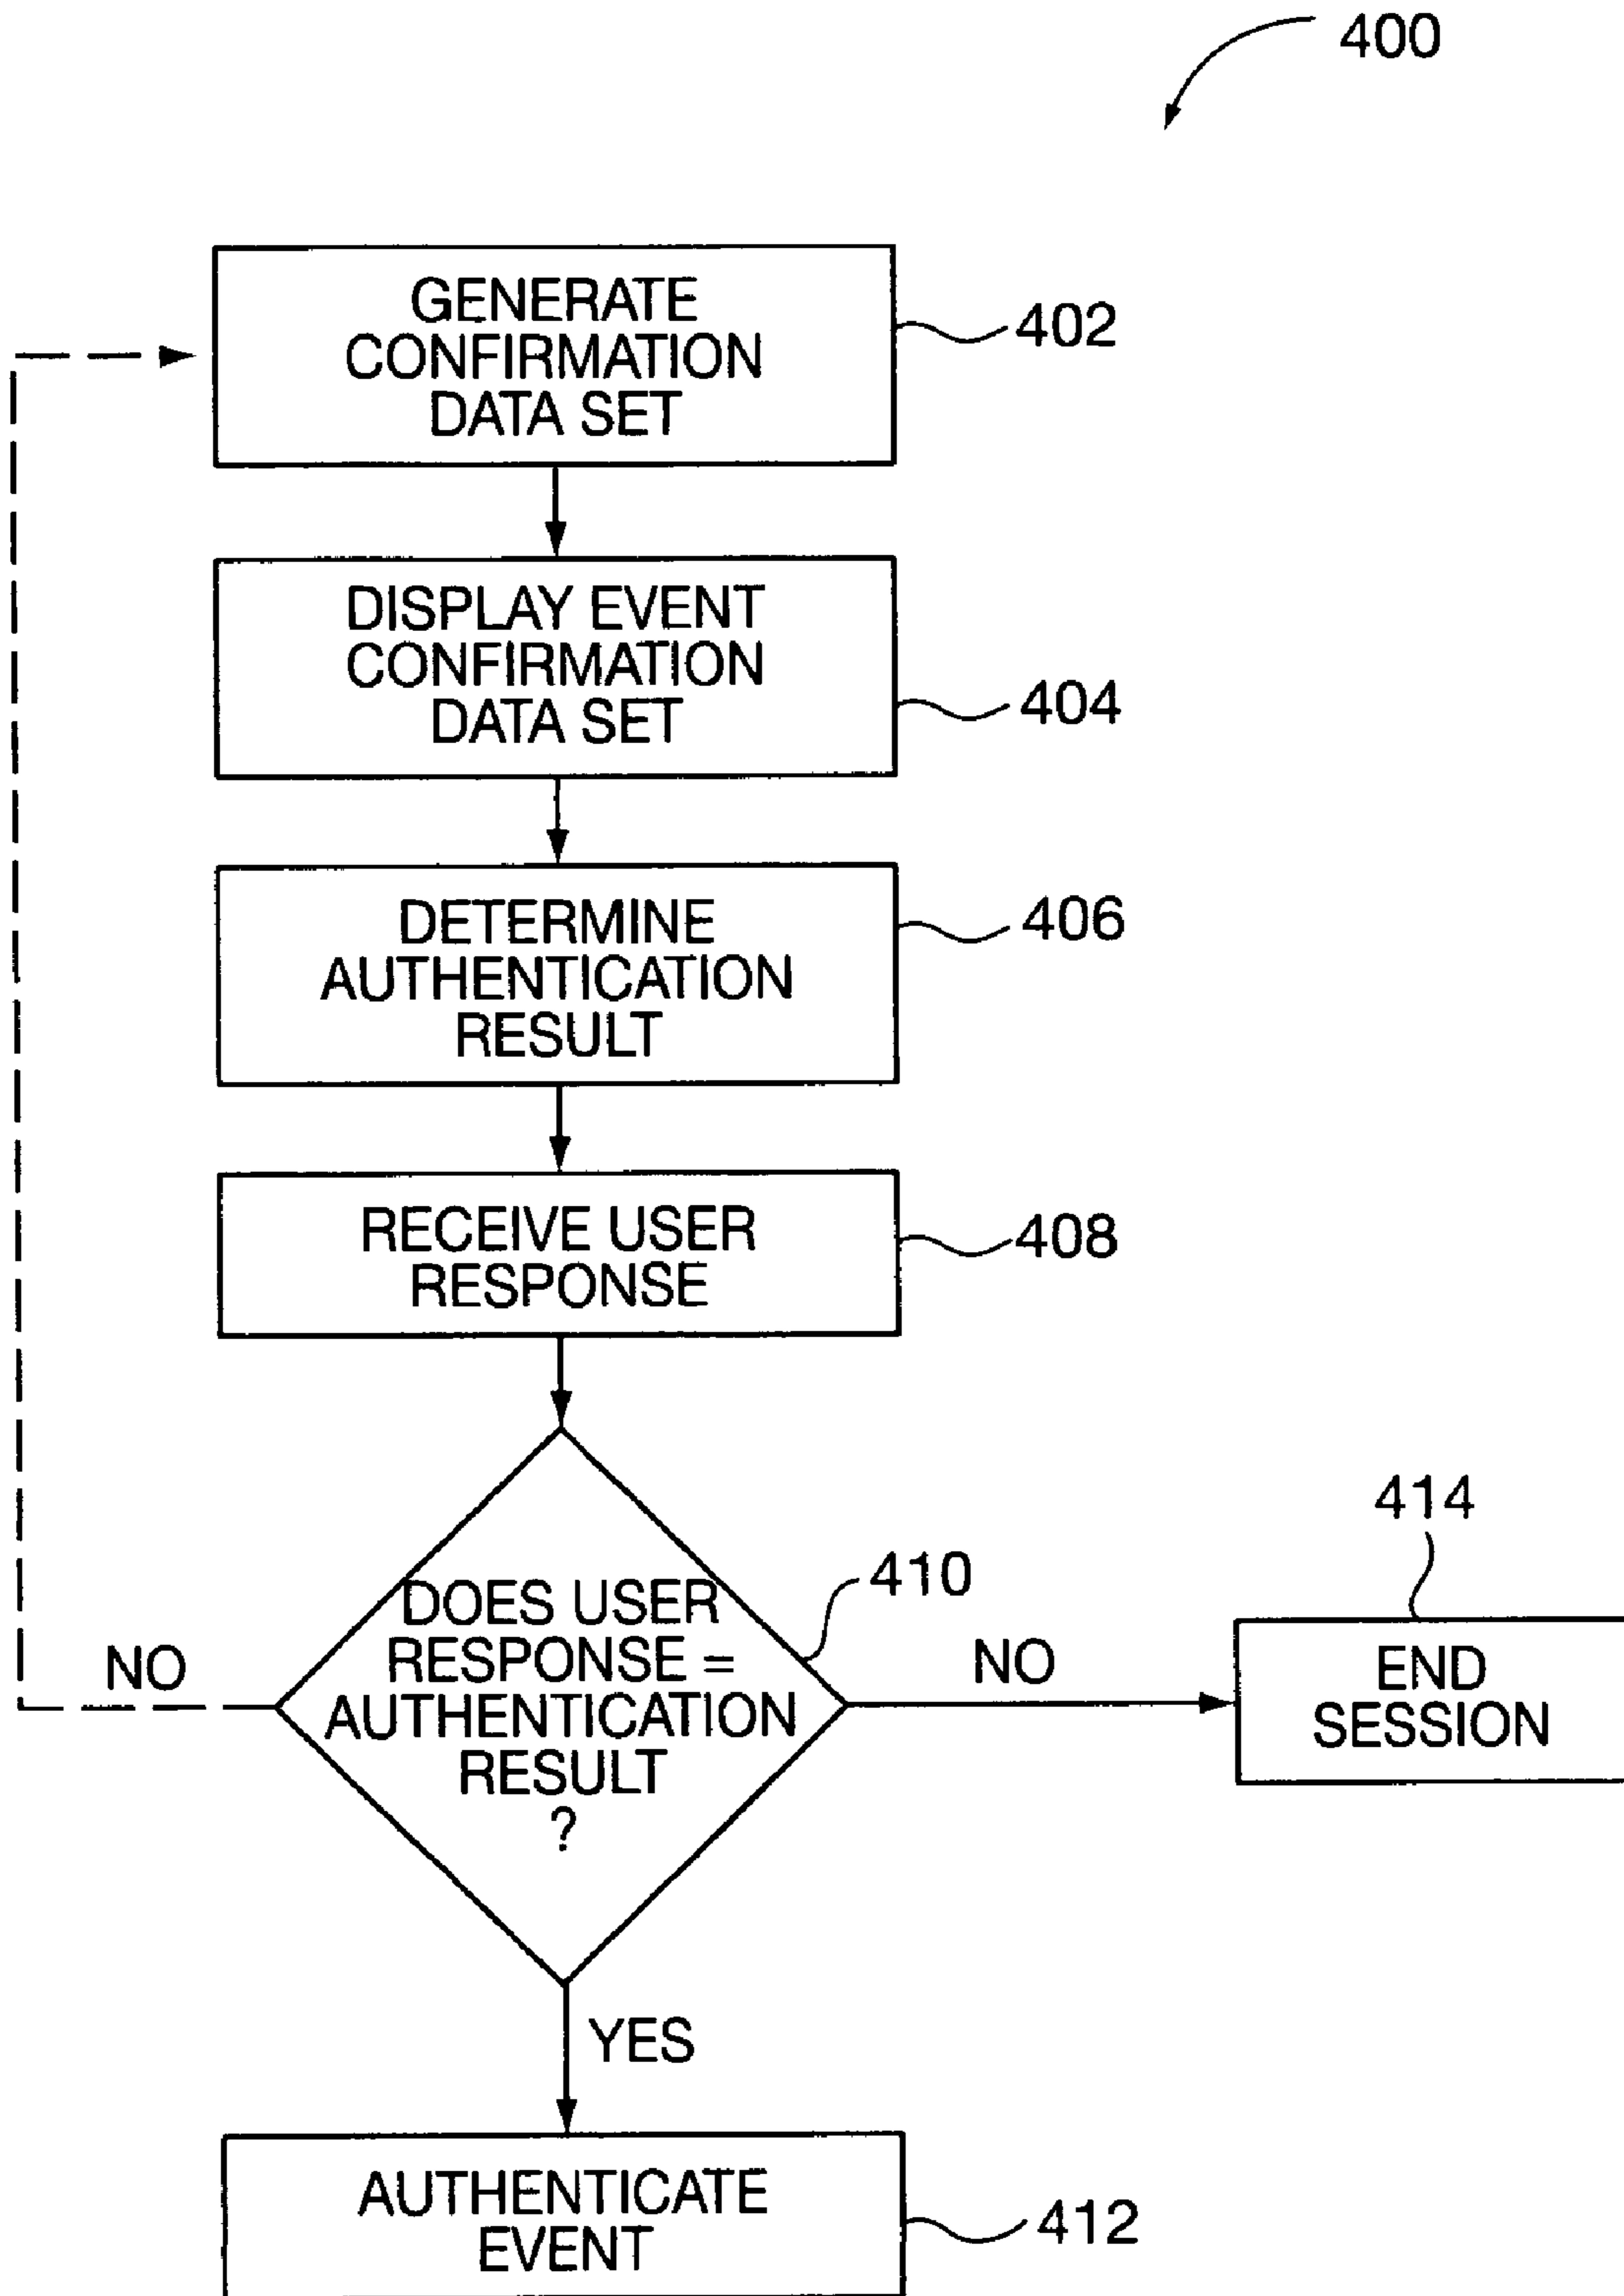 400
GENERATE
CONFIRMATION
DATA SET
402
DISPLAY EVENT
CONFIRMATION
DATA SET
404
DETERMINE
AUTHENTICATION
RESULT
406
RECEIVE USER
RESPONSE
408
DOES USER
RESPONSE =
AUTHENTICATION
RESULT
?
410
NO
NO
414
END
SESSION
YES
AUTHENTICATE
EVENT
412